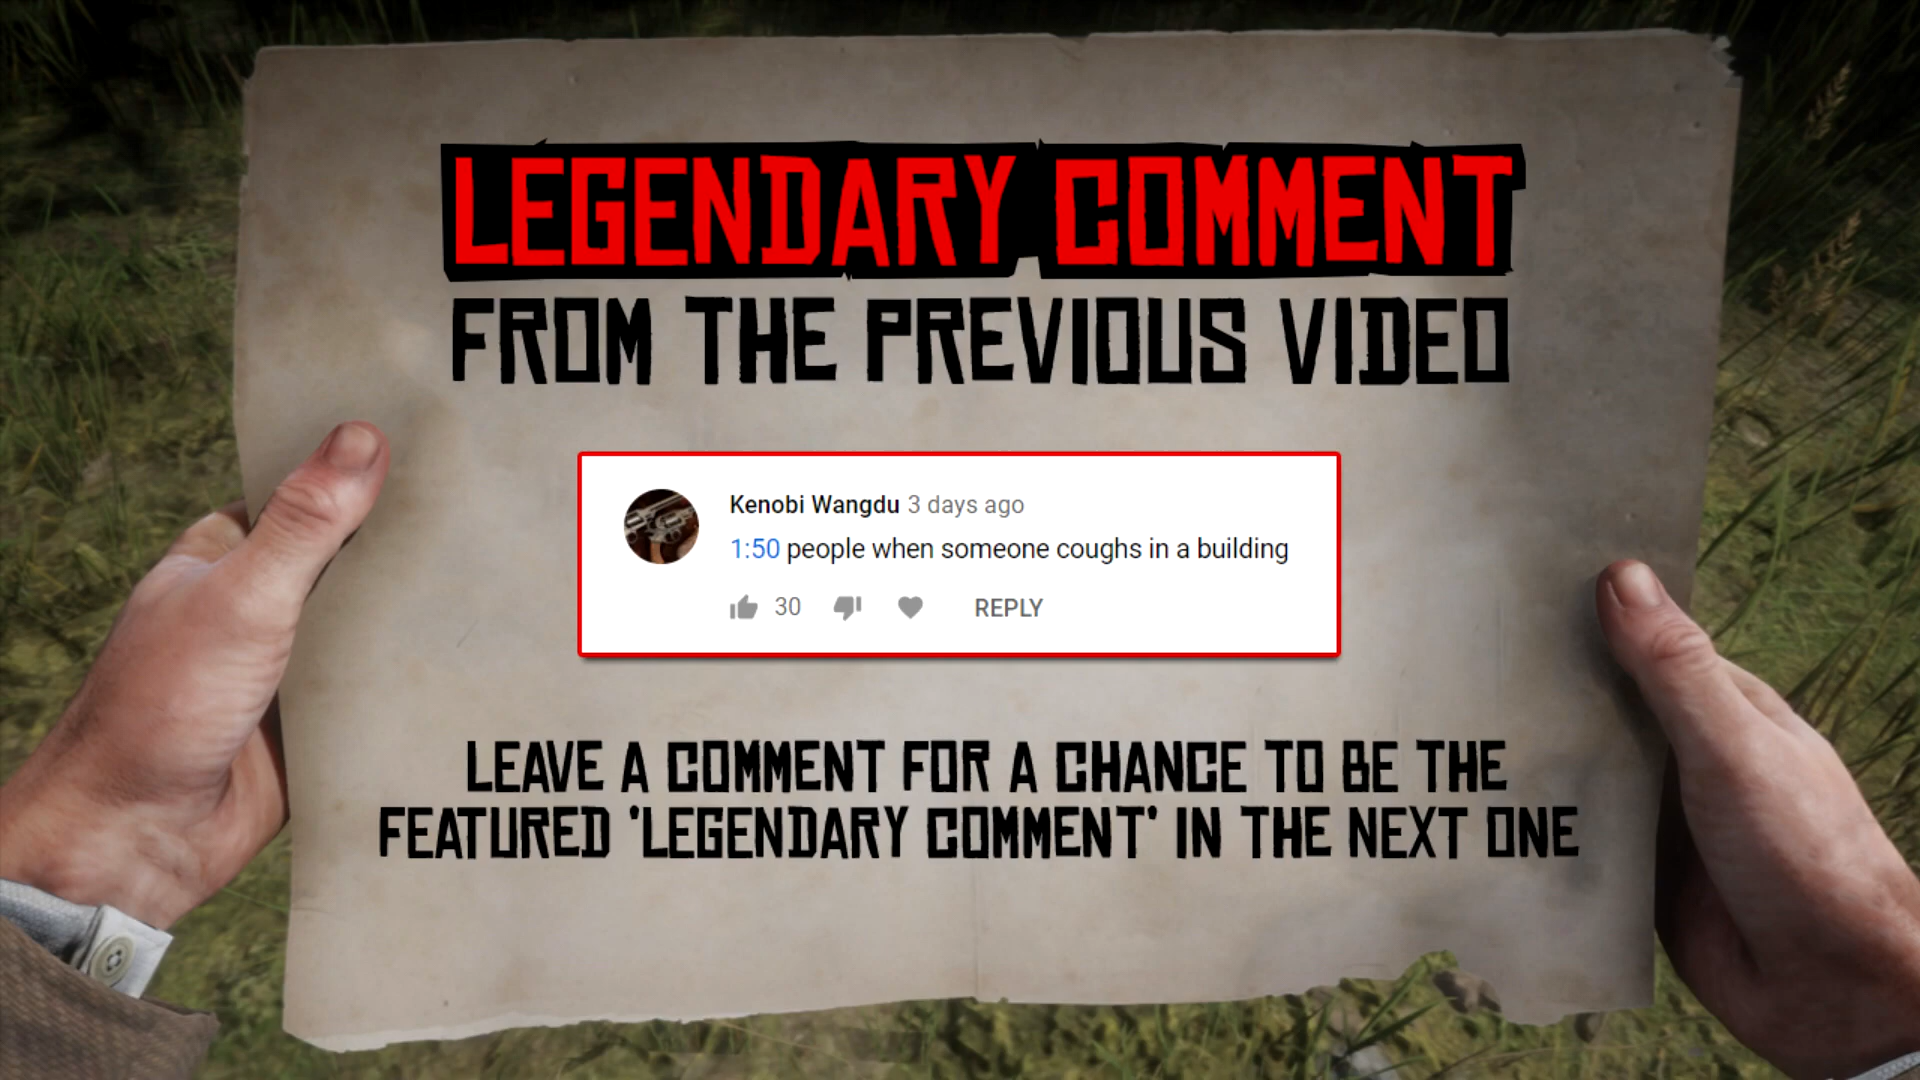 LEGENDARY COMMENT
FROM THE PREVIOUS VIDEO
Kenobi Wangdu 3 days ago
1:50 people when someone coughs in a building
30 REPLY
LEAVE A COMMENT FOR A CHANCE TO BE THE
FEATURED 'LEGENDARY COMMENT' IN THE NEXT ONE